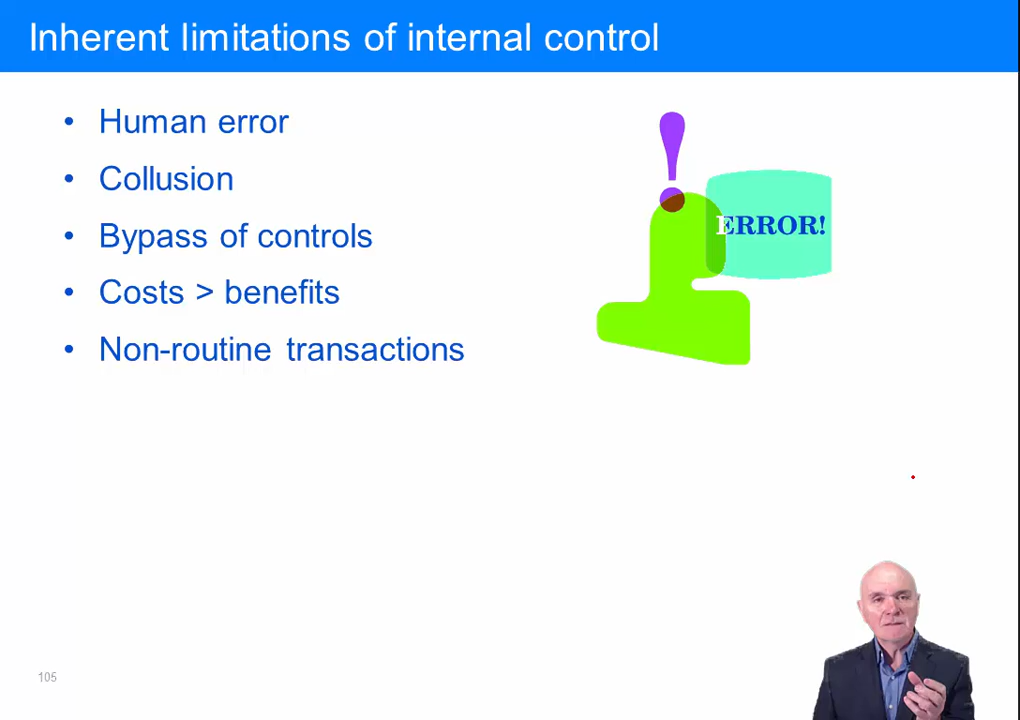 Inherent limitations of internal control
• Human error
• Collusion
• Bypass of controls
• Costs > benefits
• Non-routine transactions
!
ERROR!
105